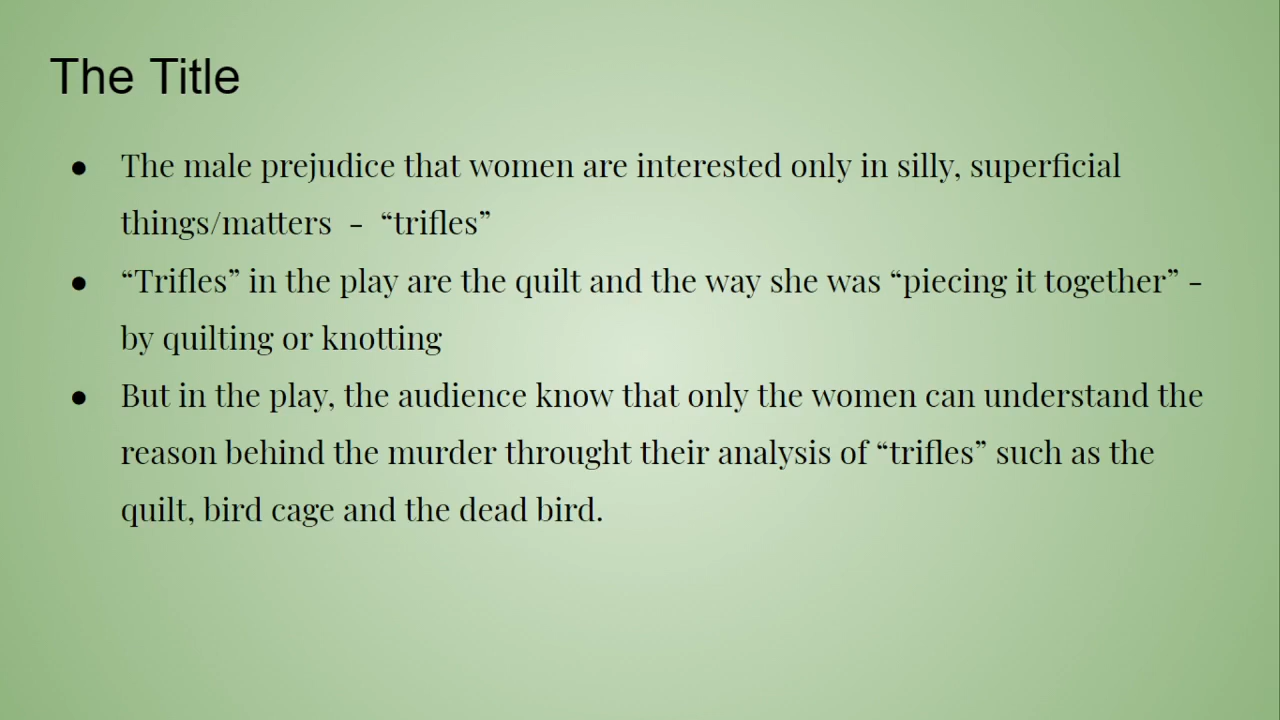 The Title
● The male prejudice that women are interested only in silly, superficial
things/matters - “trifles”
● “Trifles” in the play are the quilt and the way she was “piecing it together” -
by quilting or knotting
● But in the play, the audience know that only the women can understand the
reason behind the murder throught their analysis of “trifles” such as the
quilt, bird cage and the dead bird.